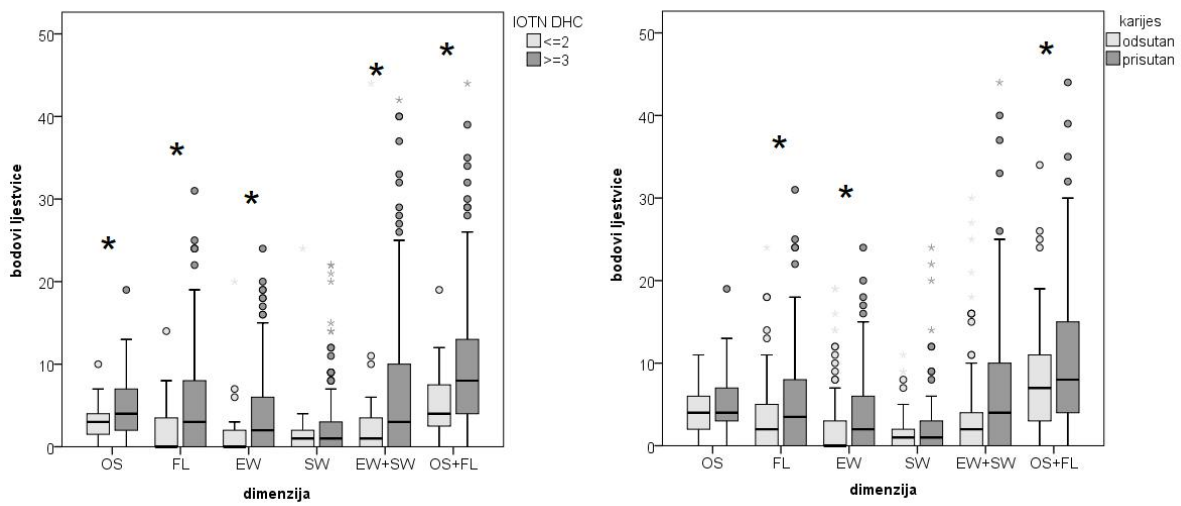 IOTN DHC
<=2
>=3
50
40
30
20
10
0
bodovi ljestvice
OS FL EW SW EW+SW OS+FL
dimenzija
karijes
odsutan
prisutan
50
40
30
20
10
0
bodovi ljestvice
OS FL EW SW EW+SW OS+FL
dimenzija